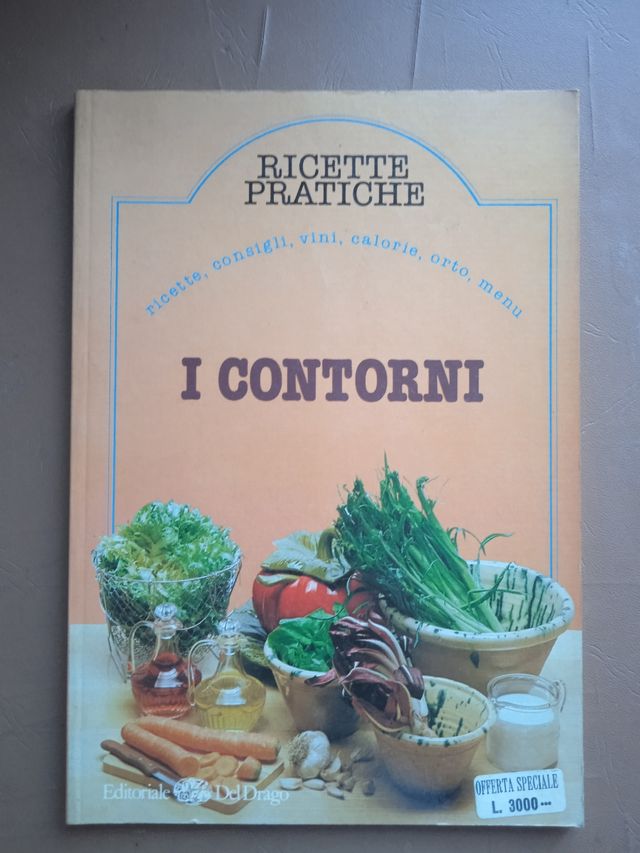 RICETTE
PRATICHE
ricette, consigli, vini, calorie, orto, menu
I CONTORNI
Editoriale Del Drago
OFFERTA SPECIALE
L. 3000